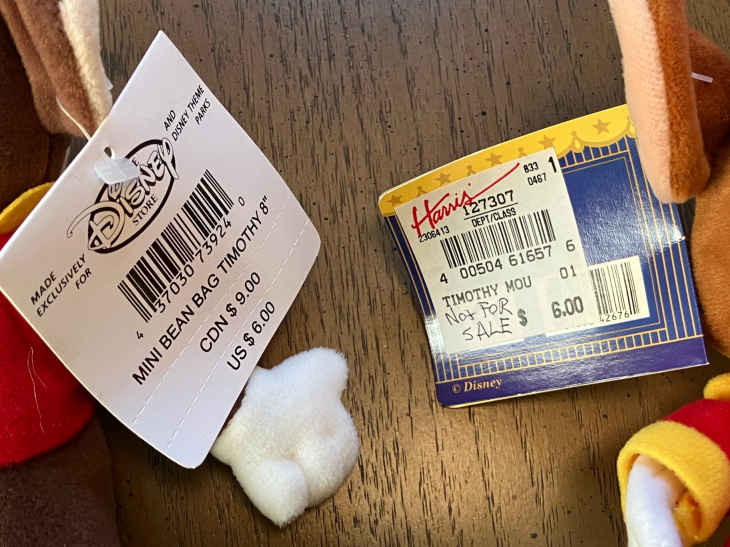 MADE
EXCLUSIVELY
FOR
THE
DISNEY
STORE
AND
DISNEY THEME
PARKS
4 37030 73924 0
MINI BEAN BAG TIMOTHY 8"
CDN $ 9.00
US $ 6.00
Harris
833 1
0467
127307
DEPT/CLASS
2306413
4 00504 61657 6
TIMOTHY MOU 01
NOT FOR
SALE $ 6.00
42676
© Disney